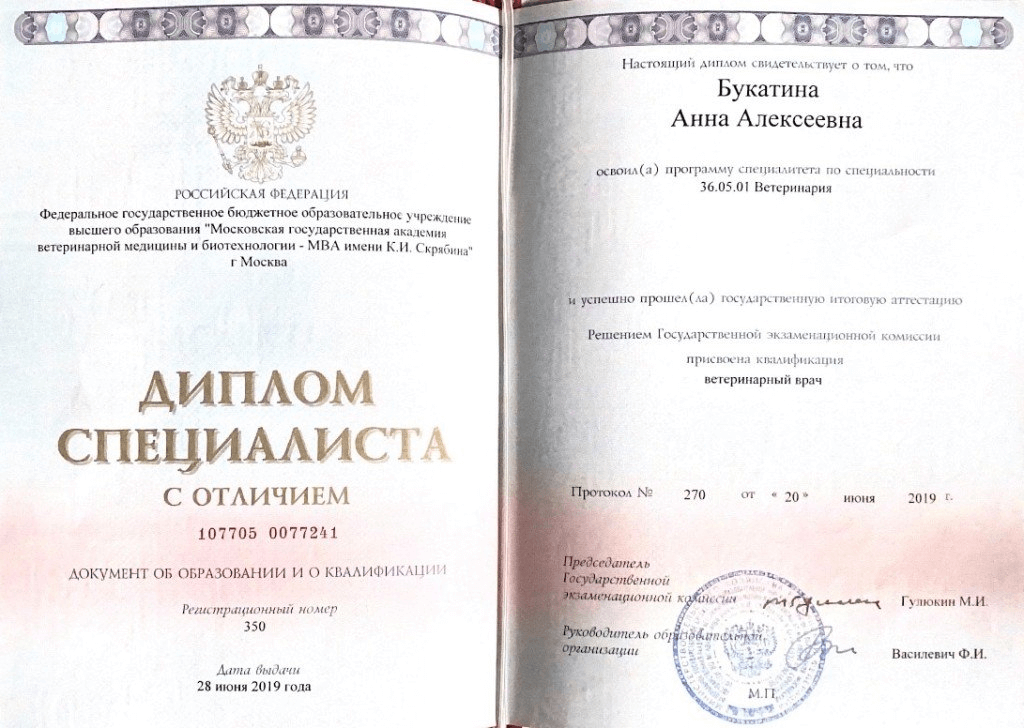 РОССИЙСКАЯ ФЕДЕРАЦИЯ
Федеральное государственное бюджетное образовательное учреждение
высшего образования "Московская государственная академия
ветеринарной медицины и биотехнологии - МВА имени К.И. Скрябина"
г Москва
ДИПЛОМ
СПЕЦИАЛИСТА
С ОТЛИЧИЕМ
107705 0077241
ДОКУМЕНТ ОБ ОБРАЗОВАНИИ И О КВАЛИФИКАЦИИ
Регистрационный номер
350
Дата выдачи
28 июня 2019 года
Настоящий диплом свидетельствует о том, что
Букатина
Анна Алексеевна
освоил(а) программу специалитета по специальности
36.05.01 Ветеринария
и успешно прошел(ла) государственную итоговую аттестацию
Решением Государственной экзаменационной комиссии
присвоена квалификация
ветеринарный врач
Протокол № 270 от « 20 » июня 2019 г.
Председатель
Государственной
экзаменационной комиссии Гулюкин М.И.
Руководитель образовательной
организации Василевич Ф.И.
М.П.